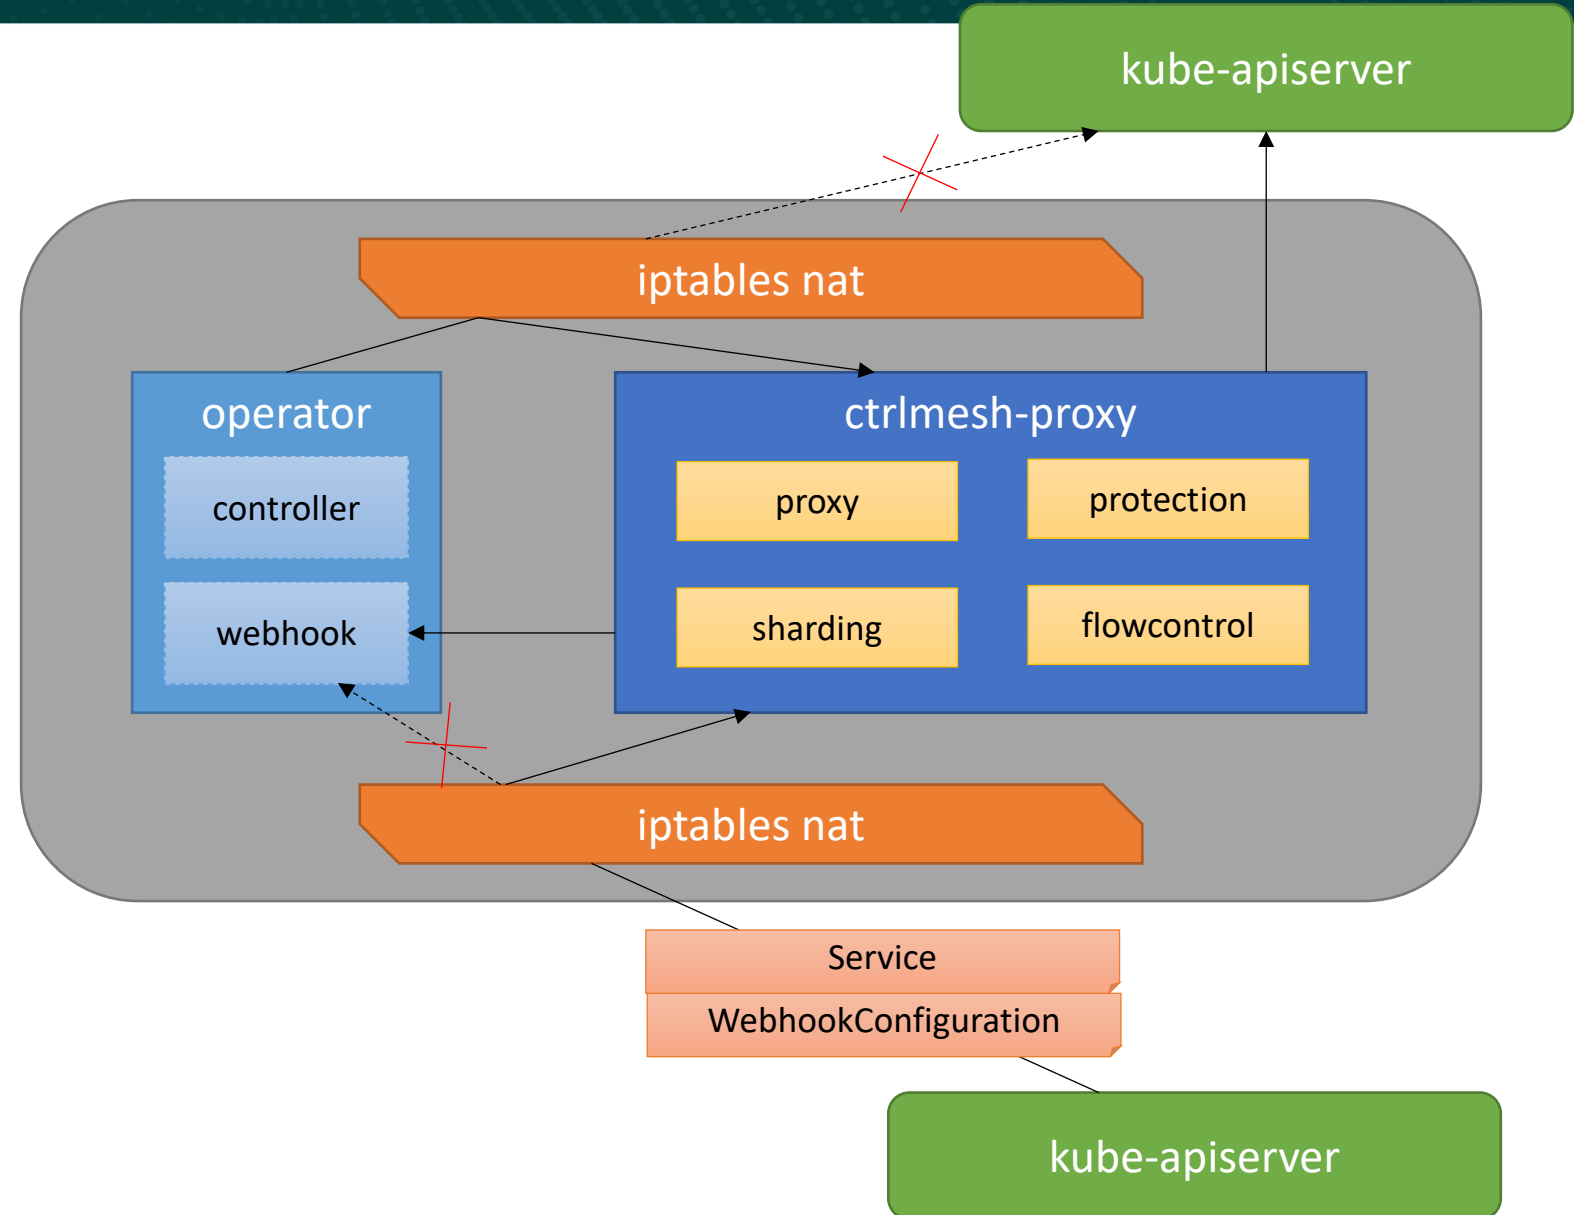 kube-apiserver
iptables nat
operator
controller
webhook
ctrlmesh-proxy
proxy
protection
sharding
flowcontrol
iptables nat
Service
WebhookConfiguration
kube-apiserver